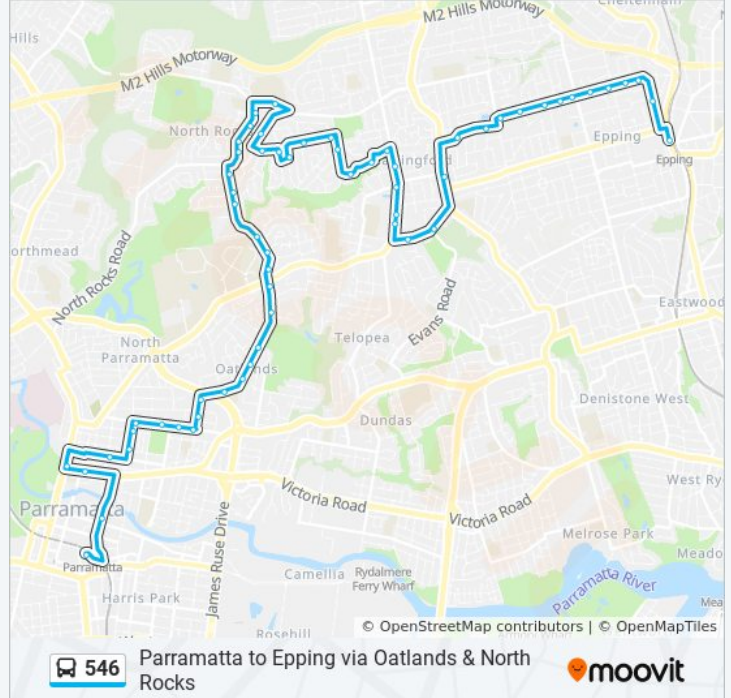 Cheltenham
M2 Hills Motorway
Hills
M2 Hills Motorway
North Roc
Epping
Carlingford
Epping
orthmead
North Rocks Road
Eastwood
Evans Road
North
Parramatta
Telopea
Oatlands
Denistone West
Dundas
West Ry
Victoria Road
Victoria Road
Parramatta
James Ruse Drive
Melrose Park
Meado
Parramatta
Camellia
Rydalmere
Ferry Wharf
Parramatta River
Harris Park
Mea
Rosehill
© OpenStreetMap contributors | © OpenMapTiles
546
Parramatta to Epping via Oatlands & North
Rocks
moovit